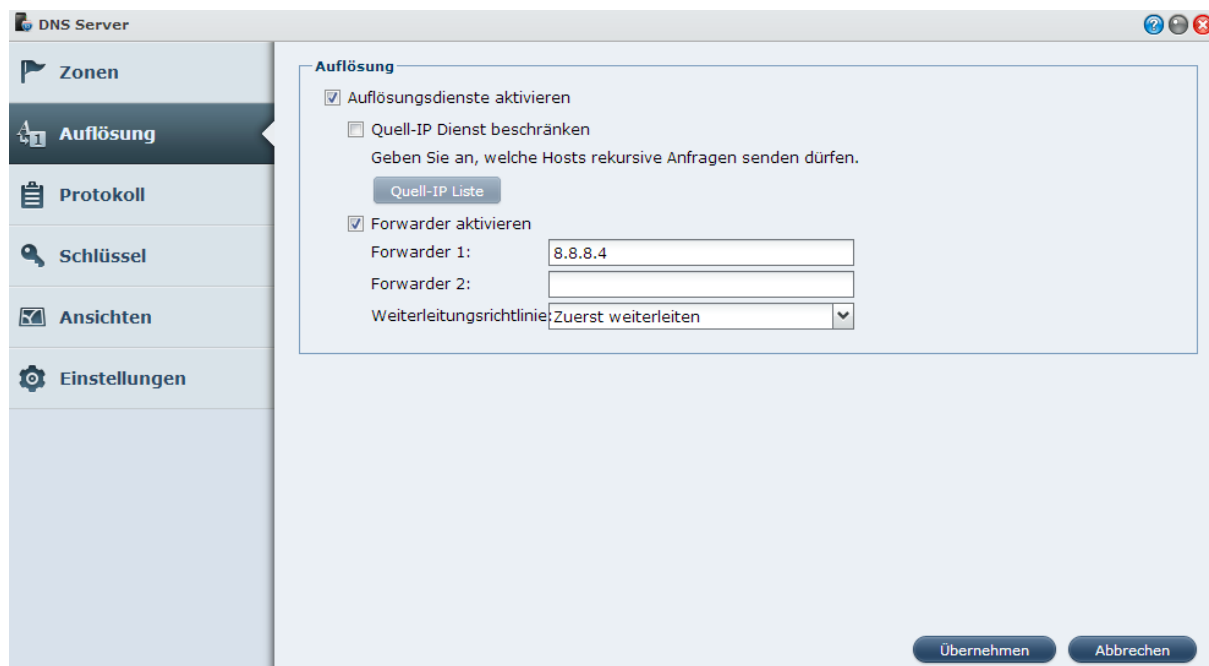 DNS Server
Zonen
Auflösung
Protokoll
Schlüssel
Ansichten
Einstellungen
Auflösung
Auflösungsdienste aktivieren
Quell-IP Dienst beschränken
Geben Sie an, welche Hosts rekursive Anfragen senden dürfen.
Quell-IP Liste
Forwarder aktivieren
Forwarder 1: 8.8.8.4
Forwarder 2:
Weiterleitungsrichtlinie: Zuerst weiterleiten
Übernehmen Abbrechen